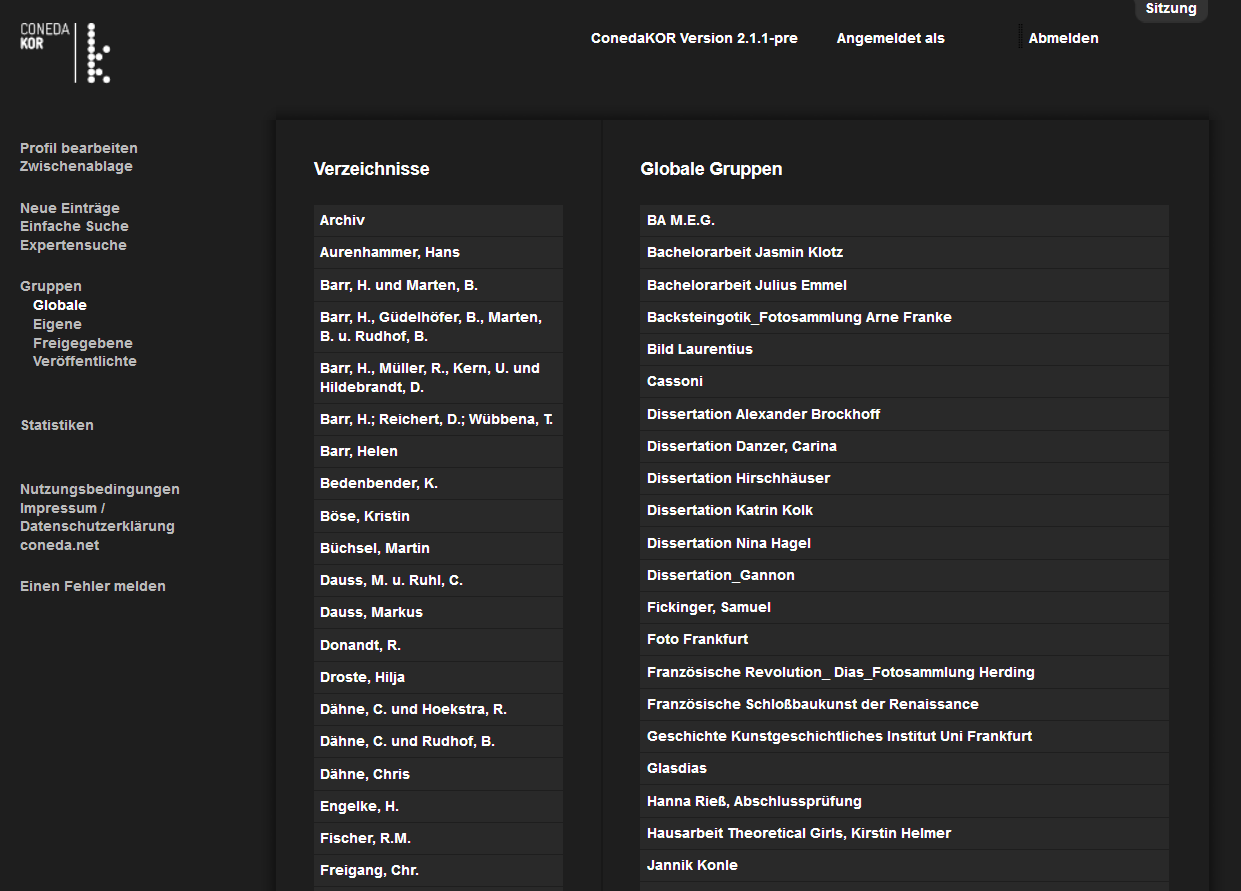 Sitzung
CONEDA
KOR
ConedaKOR Version 2.1.1-pre
Angemeldet als
Abmelden
Profil bearbeiten
Zwischenablage
Neue Einträge
Einfache Suche
Expertensuche
Gruppen
Globale
Eigene
Freigegebene
Veröffentlichte
Statistiken
Nutzungsbedingungen
Impressum /
Datenschutzerklärung
coneda.net
Einen Fehler melden
Verzeichnisse
Archiv
Aurenhammer, Hans
Barr, H. und Marten, B.
Barr, H., Güdelhöfer, B., Marten,
B. u. Rudhof, B.
Barr, H., Müller, R., Kern, U. und
Hildebrandt, D.
Barr, H.; Reichert, D.; Wübbena, T.
Barr, Helen
Bedenbender, K.
Böse, Kristin
Büchsel, Martin
Dauss, M. u. Ruhl, C.
Dauss, Markus
Donandt, R.
Droste, Hilja
Dähne, C. und Hoekstra, R.
Dähne, C. und Rudhof, B.
Dähne, Chris
Engelke, H.
Fischer, R.M.
Freigang, Chr.
Globale Gruppen
BA M.E.G.
Bachelorarbeit Jasmin Klotz
Bachelorarbeit Julius Emmel
Backsteingotik_Fotosammlung Arne Franke
Bild Laurentius
Cassoni
Dissertation Alexander Brockhoff
Dissertation Danzer, Carina
Dissertation Hirschhäuser
Dissertation Katrin Kolk
Dissertation Nina Hagel
Dissertation_Gannon
Fickinger, Samuel
Foto Frankfurt
Französische Revolution_ Dias_Fotosammlung Herding
Französische Schloßbaukunst der Renaissance
Geschichte Kunstgeschichtliches Institut Uni Frankfurt
Glasdias
Hanna Rieß, Abschlussprüfung
Hausarbeit Theoretical Girls, Kirstin Helmer
Jannik Konle